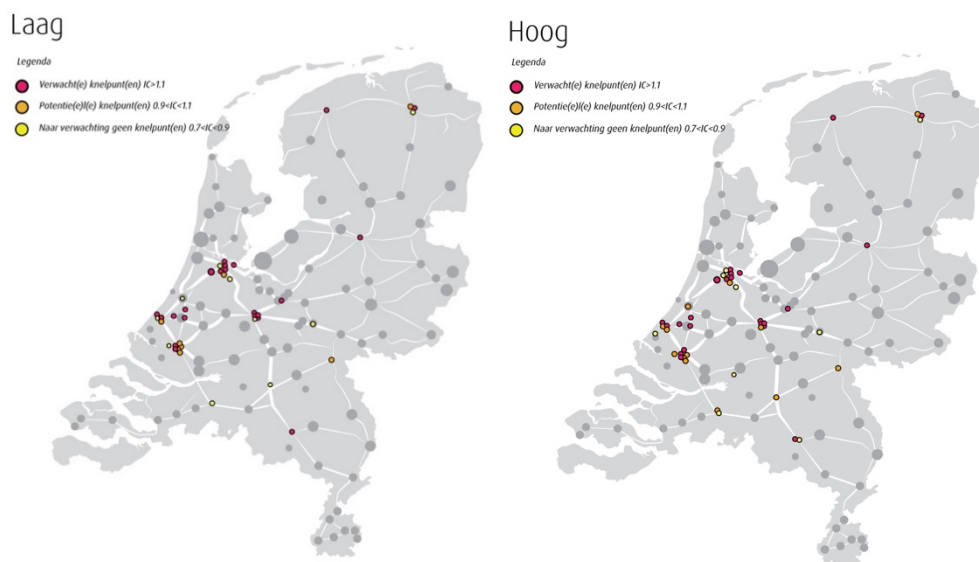 Laag
Legenda
Verwacht(e) knelpunt(en) IC>1.1
Potentie(e)l(e) knelpunt(en) 0.9<IC<1.1
Naar verwachting geen knelpunt(en) 0.7<IC<0.9
Hoog
Legenda
Verwacht(e) knelpunt(en) IC>1.1
Potentie(e)l(e) knelpunt(en) 0.9<IC<1.1
Naar verwachting geen knelpunt(en) 0.7<IC<0.9